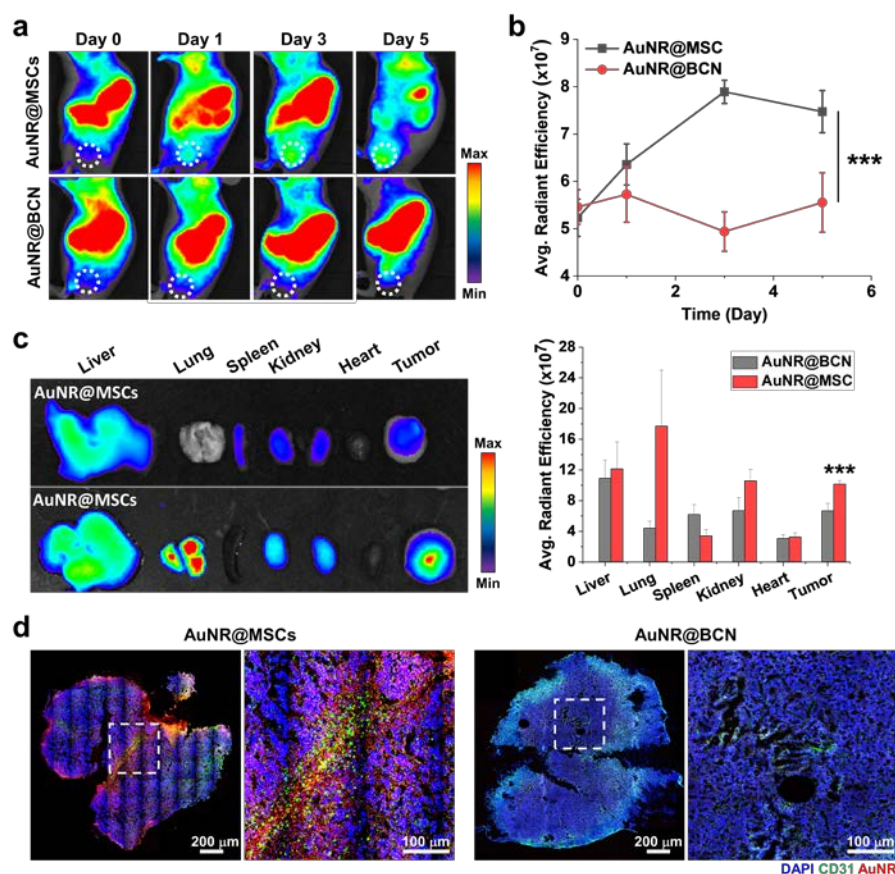 a
Day 0 Day 1 Day 3 Day 5
AuNR@MSCs
AuNR@BCN
Max
Min
b
AuNR@MSC
AuNR@BCN
Avg. Radiant Efficiency (x10⁷)
9
8
7
6
5
4
***
0 2 4 6
Time (Day)
c
Liver Lung Spleen Kidney Heart Tumor
AuNR@MSCs
AuNR@MSCs
Max
Min
Avg. Radiant Efficiency (x10⁷)
28
24
20
16
12
8
4
0
AuNR@BCN
AuNR@MSC
***
Liver Lung Spleen Kidney Heart Tumor
d
AuNR@MSCs AuNR@BCN
200 μm 100 μm 200 μm 100 μm
DAPI CD31 AuNR